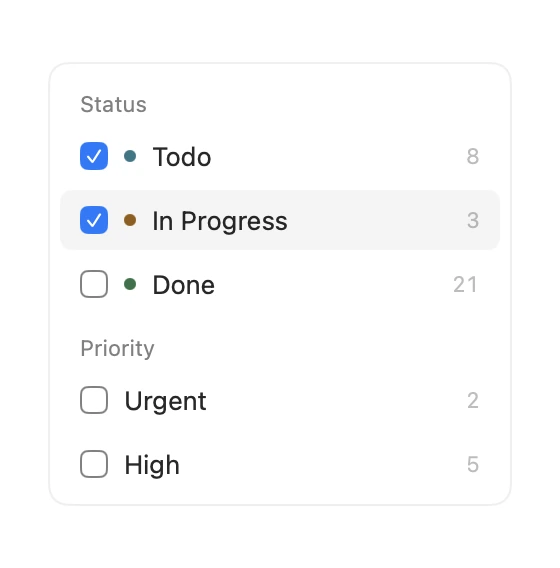 Status
Todo 8
In Progress 3
Done 21
Priority
Urgent 2
High 5